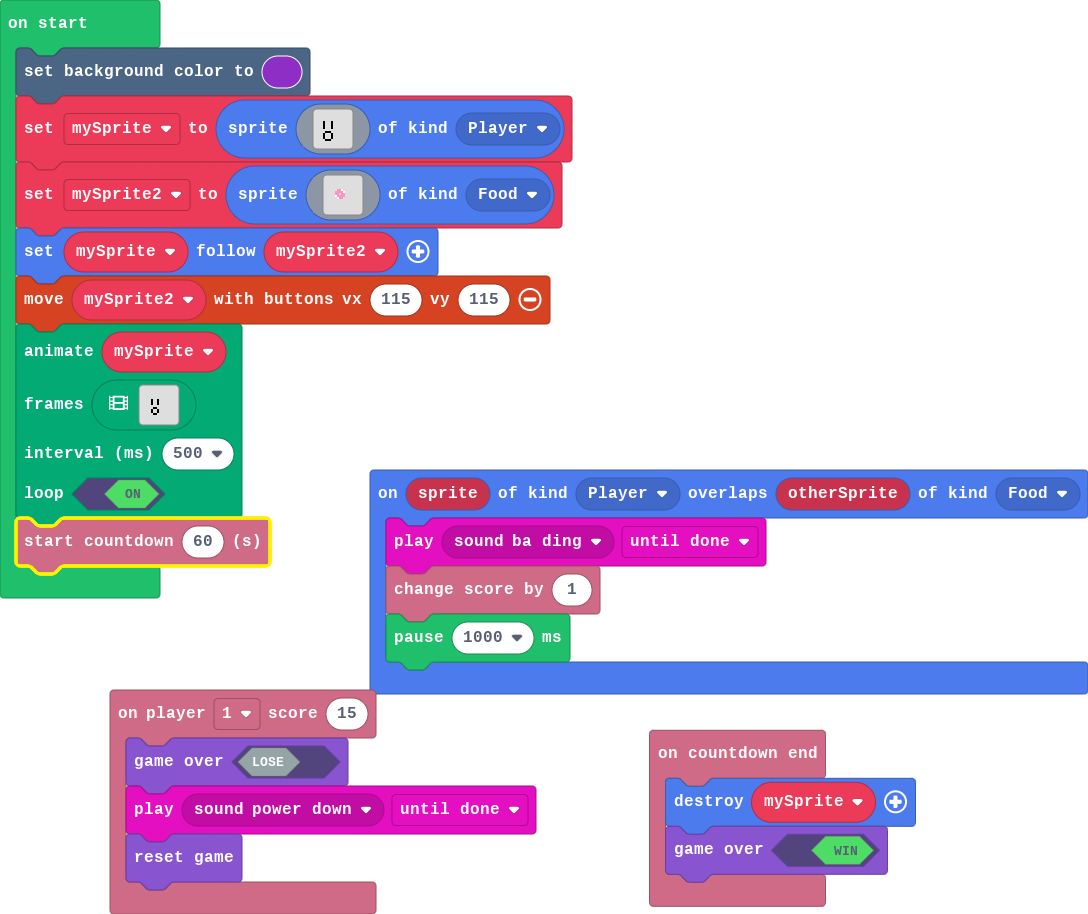 on start
set background color to
set mySprite to sprite of kind Player
set mySprite2 to sprite of kind Food
set mySprite follow mySprite2
move mySprite2 with buttons vx 115 vy 115
animate mySprite
frames
interval (ms) 500
loop ON
start countdown 60 (s)
on sprite of kind Player overlaps otherSprite of kind Food
play sound ba ding until done
change score by 1
pause 1000 ms
on player 1 score 15
game over LOSE
play sound power down until done
reset game
on countdown end
destroy mySprite
game over WIN